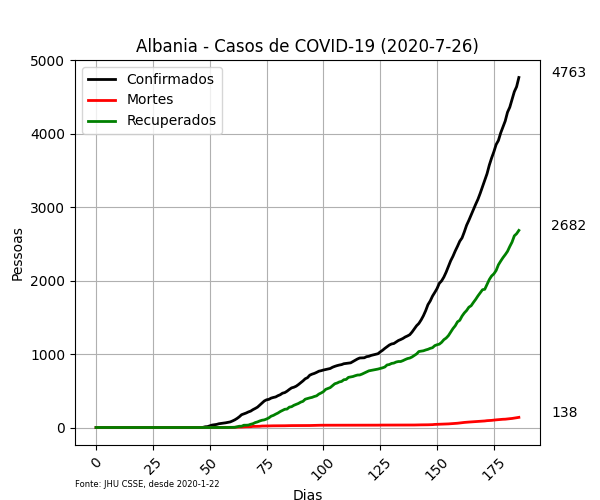 Albania - Casos de COVID-19 (2020-7-26)
Confirmados
Mortes
Recuperados
5000
4000
3000
2000
1000
0
Pessoas
4763
2682
138
0
25
50
75
100
125
150
175
Dias
Fonte: JHU CSSE, desde 2020-1-22